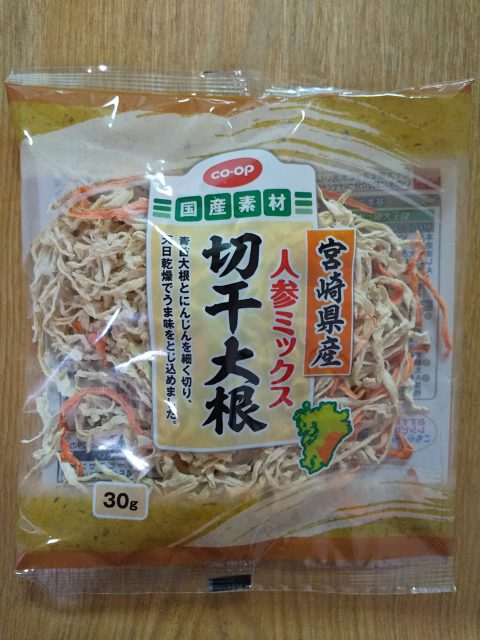 co-op
国産素材
宮崎県産
人参ミックス
切干大根
青首大根とにんじんを細く切り、
天日乾燥でうま味をとじ込めました。
30g